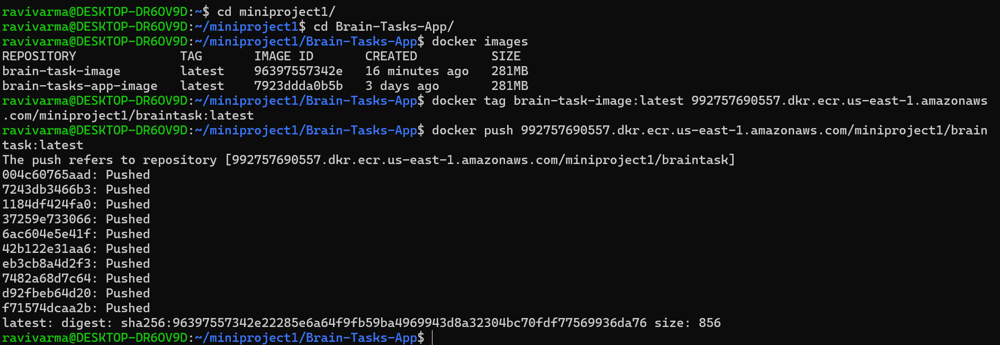 ravivarma@DESKTOP-DR6OV9D:~$ cd miniproject1/
ravivarma@DESKTOP-DR6OV9D:~/miniproject1$ cd Brain-Tasks-App/
ravivarma@DESKTOP-DR6OV9D:~/miniproject1/Brain-Tasks-App$ docker images
REPOSITORY              TAG       IMAGE ID       CREATED          SIZE
brain-task-image        latest    96397557342e   16 minutes ago   281MB
brain-tasks-app-image   latest    7923ddda0b5b   3 days ago       281MB
ravivarma@DESKTOP-DR6OV9D:~/miniproject1/Brain-Tasks-App$ docker tag brain-task-image:latest 992757690557.dkr.ecr.us-east-1.amazonaws
.com/miniproject1/braintask:latest
ravivarma@DESKTOP-DR6OV9D:~/miniproject1/Brain-Tasks-App$ docker push 992757690557.dkr.ecr.us-east-1.amazonaws.com/miniproject1/brain
task:latest
The push refers to repository [992757690557.dkr.ecr.us-east-1.amazonaws.com/miniproject1/braintask]
004c60765aad: Pushed
7243db3466b3: Pushed
1184df424fa0: Pushed
37259e733066: Pushed
6ac604e5e41f: Pushed
42b122e31aa6: Pushed
eb3cb8a4d2f3: Pushed
7482a68d7c64: Pushed
d92fbeb64d20: Pushed
f71574dcaa2b: Pushed
latest: digest: sha256:96397557342e22285e6a64f9fb59ba4969943d8a32304bc70fdf77569936da76 size: 856
ravivarma@DESKTOP-DR6OV9D:~/miniproject1/Brain-Tasks-App$